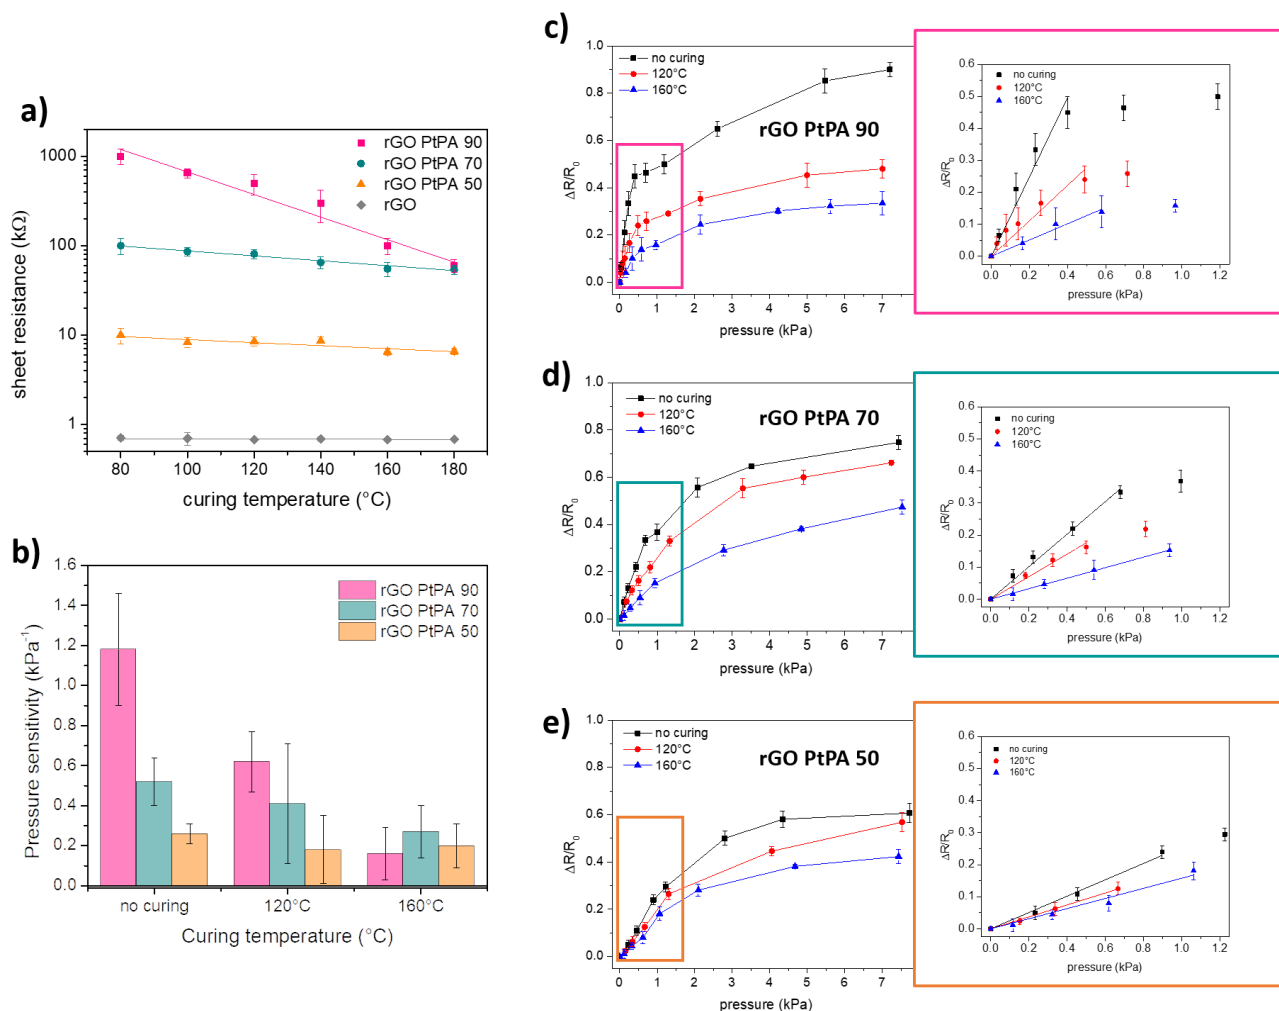 a)
sheet resistance (kΩ)
1000
100
10
1
rGO PtPA 90
rGO PtPA 70
rGO PtPA 50
rGO
80 100 120 140 160 180
curing temperature (°C)
b)
Pressure sensitivity (kPa⁻¹)
1.6
1.4
1.2
1.0
0.8
0.6
0.4
0.2
0.0
rGO PtPA 90
rGO PtPA 70
rGO PtPA 50
no curing 120°C 160°C
Curing temperature (°C)
c)
ΔR/R₀
1.0
0.8
0.6
0.4
0.2
0.0
no curing
120°C
160°C
rGO PtPA 90
0 1 2 3 4 5 6 7
pressure (kPa)
ΔR/R₀
0.6
0.5
0.4
0.3
0.2
0.1
0.0
no curing
120°C
160°C
0.0 0.2 0.4 0.6 0.8 1.0 1.2
pressure (kPa)
d)
ΔR/R₀
1.0
0.8
0.6
0.4
0.2
0.0
no curing
120°C
160°C
rGO PtPA 70
0 1 2 3 4 5 6 7
pressure (kPa)
ΔR/R₀
0.6
0.5
0.4
0.3
0.2
0.1
0.0
no curing
120°C
160°C
0.0 0.2 0.4 0.6 0.8 1.0 1.2
pressure (kPa)
e)
ΔR/R₀
1.0
0.8
0.6
0.4
0.2
0.0
no curing
120°C
160°C
rGO PtPA 50
0 1 2 3 4 5 6 7
pressure (kPa)
ΔR/R₀
0.6
0.5
0.4
0.3
0.2
0.1
0.0
no curing
120°C
160°C
0.0 0.2 0.4 0.6 0.8 1.0 1.2
pressure (kPa)